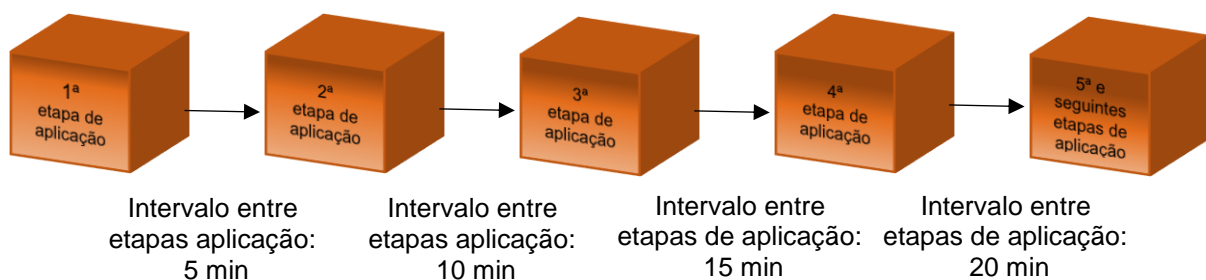 1ª
etapa de
aplicação
2ª
etapa de
aplicação
3ª
etapa de
aplicação
4ª
etapa de
aplicação
5ª e
seguintes
etapas de
aplicação
Intervalo entre
etapas aplicação:
5 min
Intervalo entre
etapas aplicação:
10 min
Intervalo entre
etapas de aplicação:
15 min
Intervalo entre
etapas de aplicação:
20 min